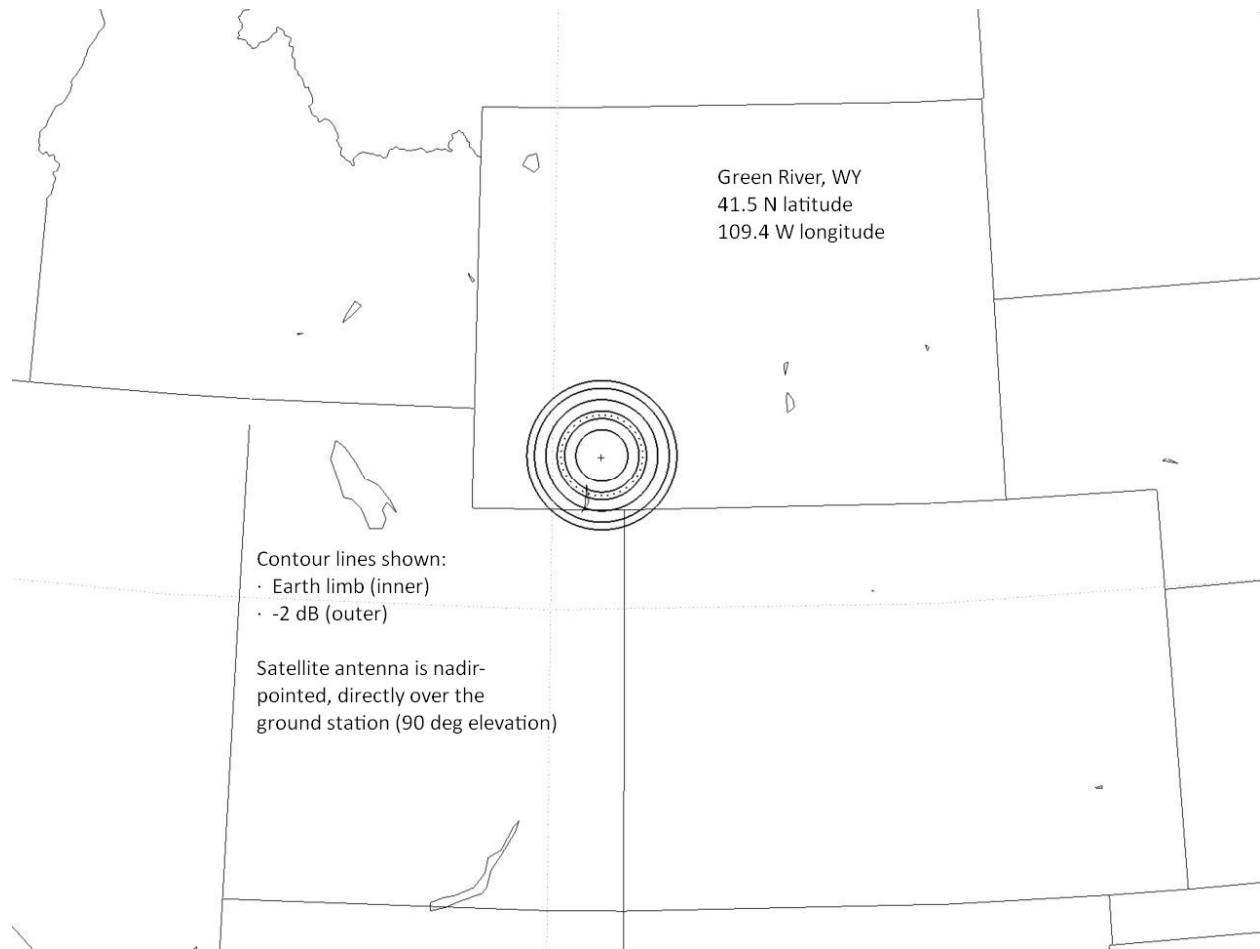 Green River, WY
41.5 N latitude
109.4 W longitude
Contour lines shown:
· Earth limb (inner)
· -2 dB (outer)
Satellite antenna is nadir-
pointed, directly over the
ground station (90 deg elevation)